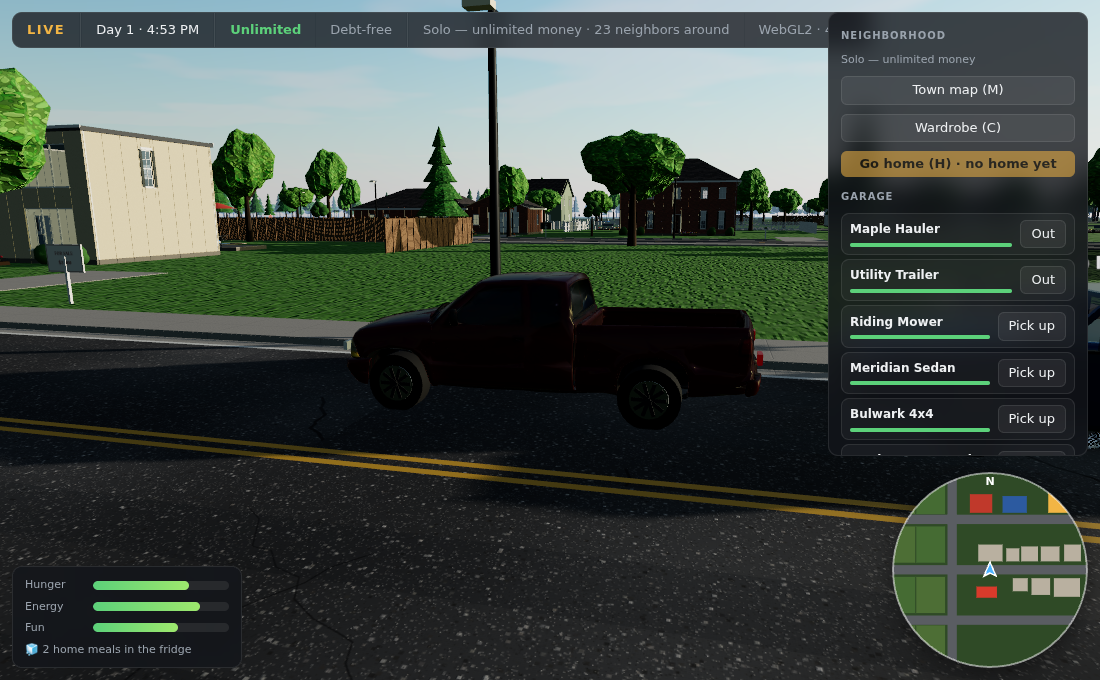 LIVE
Day 1 · 4:53 PM
Unlimited
Debt-free
Solo — unlimited money · 23 neighbors around
WebGL2 ·
NEIGHBORHOOD
Solo — unlimited money
Town map (M)
Wardrobe (C)
Go home (H) · no home yet
GARAGE
Maple Hauler
Out
Utility Trailer
Out
Riding Mower
Pick up
Meridian Sedan
Pick up
Bulwark 4x4
Pick up
N
Hunger
Energy
Fun
🧊 2 home meals in the fridge